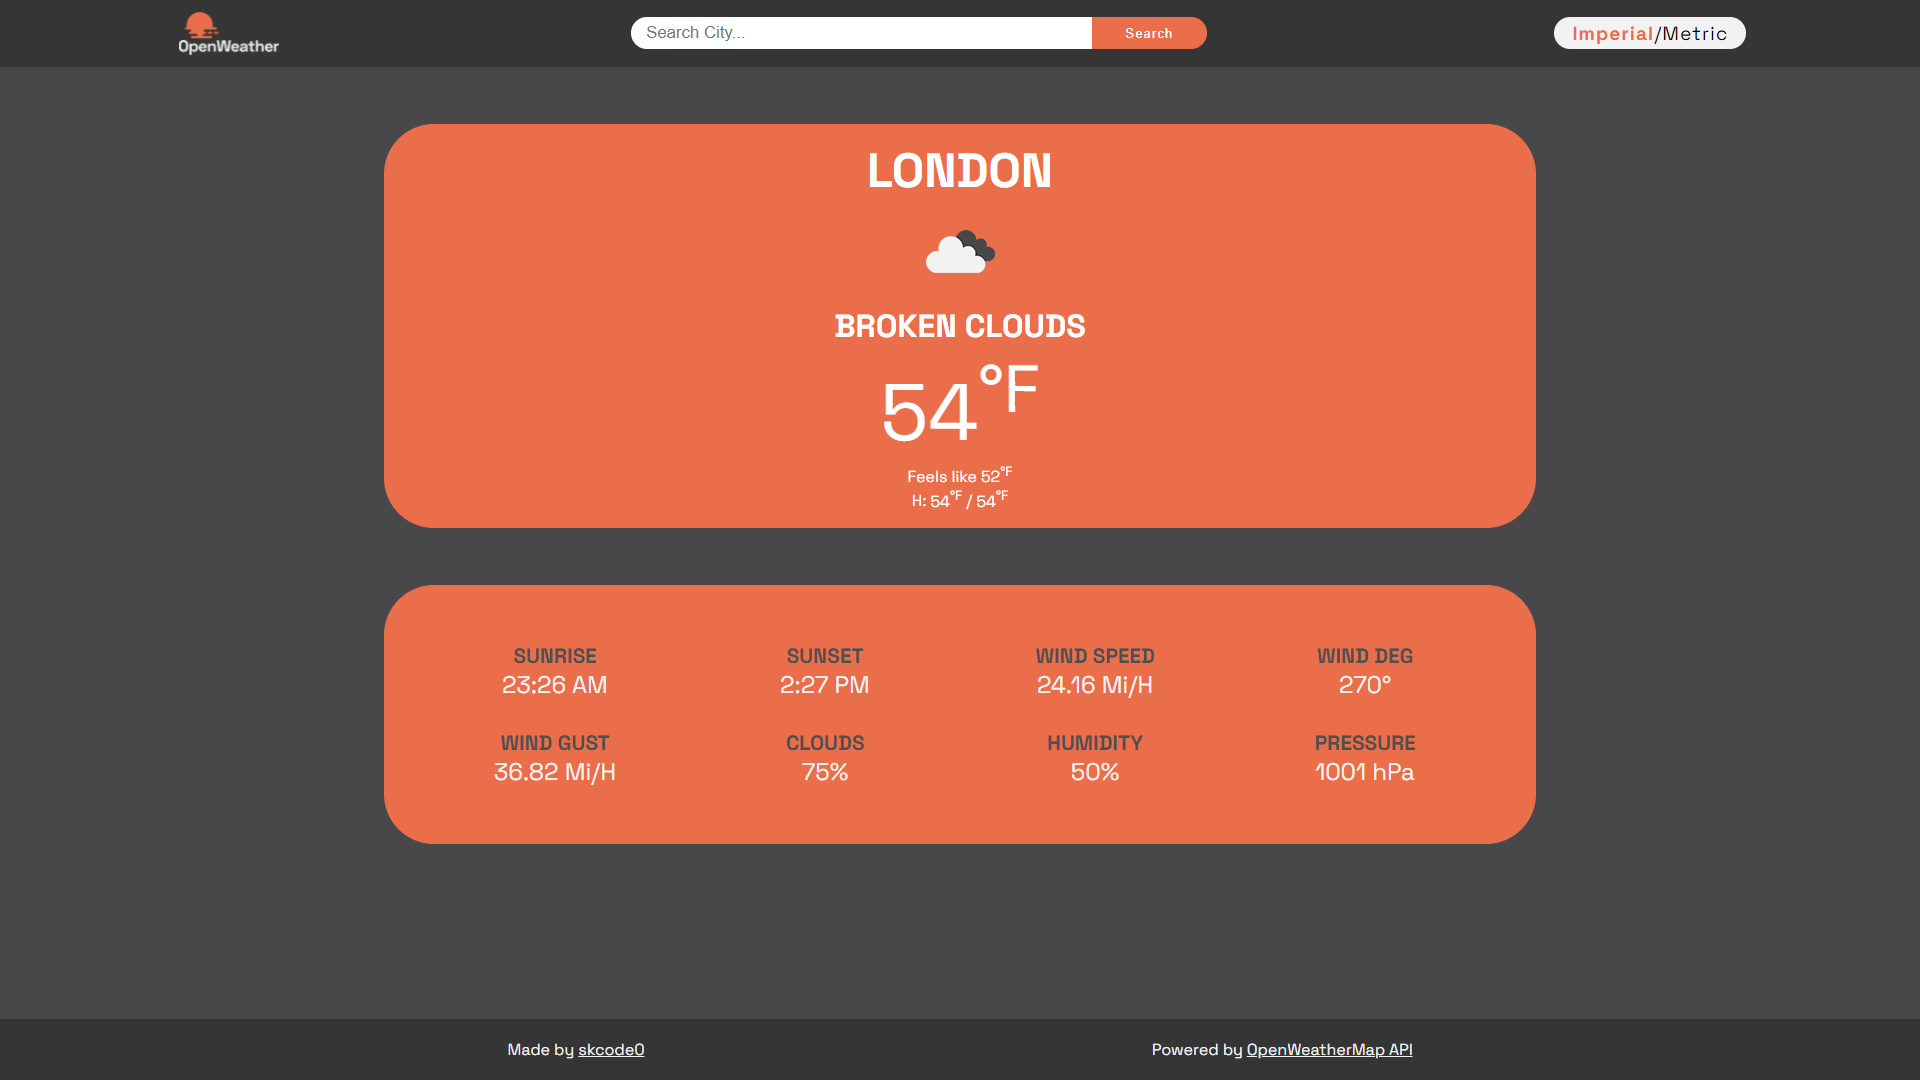 OpenWeather
Search City...
Search
Imperial/Metric
LONDON
BROKEN CLOUDS
54°F
Feels like 52°F
H: 54°F / 54°F
SUNRISE
23:26 AM
SUNSET
2:27 PM
WIND SPEED
24.16 Mi/H
WIND DEG
270°
WIND GUST
36.82 Mi/H
CLOUDS
75%
HUMIDITY
50%
PRESSURE
1001 hPa
Made by skcode0
Powered by OpenWeatherMap API